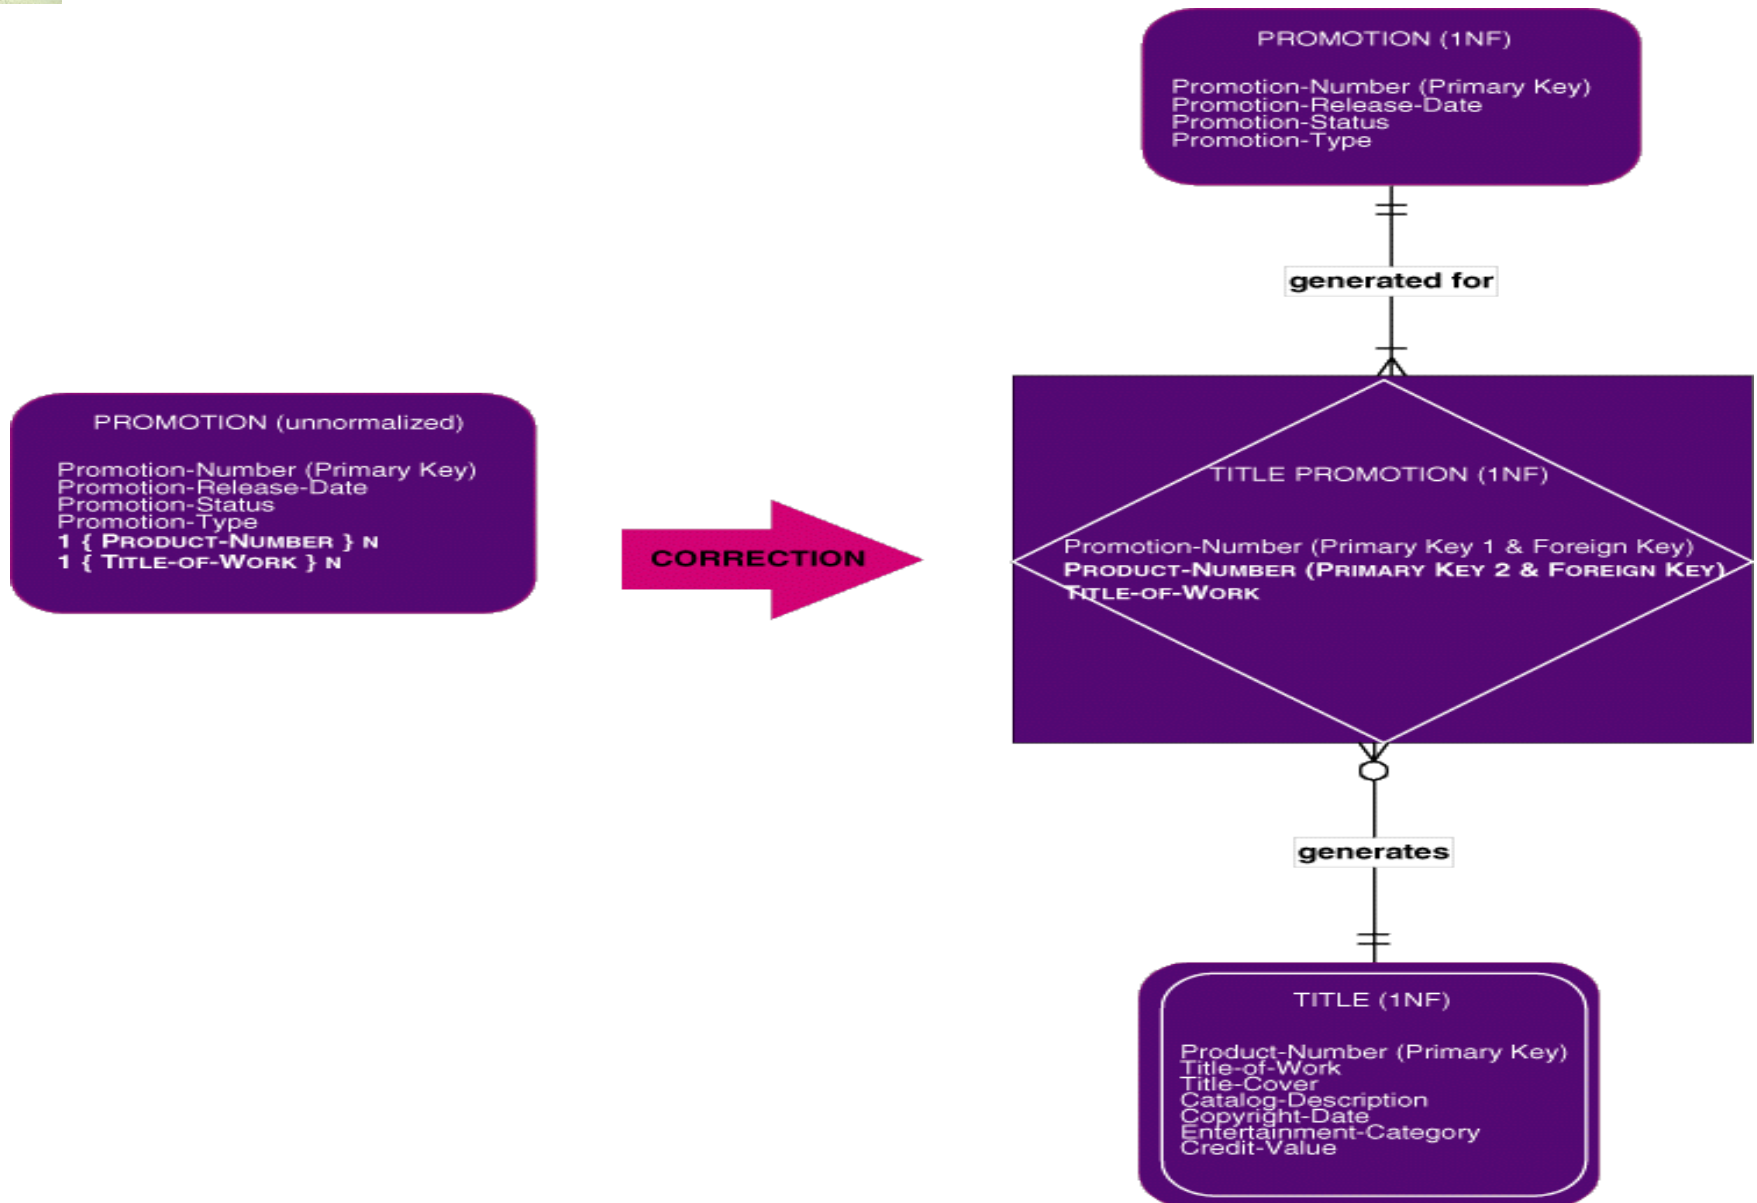 PROMOTION (unnormalized)
Promotion-Number (Primary Key)
Promotion-Release-Date
Promotion-Status
Promotion-Type
1 { PRODUCT-NUMBER } N
1 { TITLE-OF-WORK } N
CORRECTION
PROMOTION (1NF)
Promotion-Number (Primary Key)
Promotion-Release-Date
Promotion-Status
Promotion-Type
generated for
TITLE PROMOTION (1NF)
Promotion-Number (Primary Key 1 & Foreign Key)
PRODUCT-NUMBER (PRIMARY KEY 2 & FOREIGN KEY)
TITLE-OF-WORK
generates
TITLE (1NF)
Product-Number (Primary Key)
Title-of-Work
Title-Cover
Catalog-Description
Copyright-Date
Entertainment-Category
Credit-Value